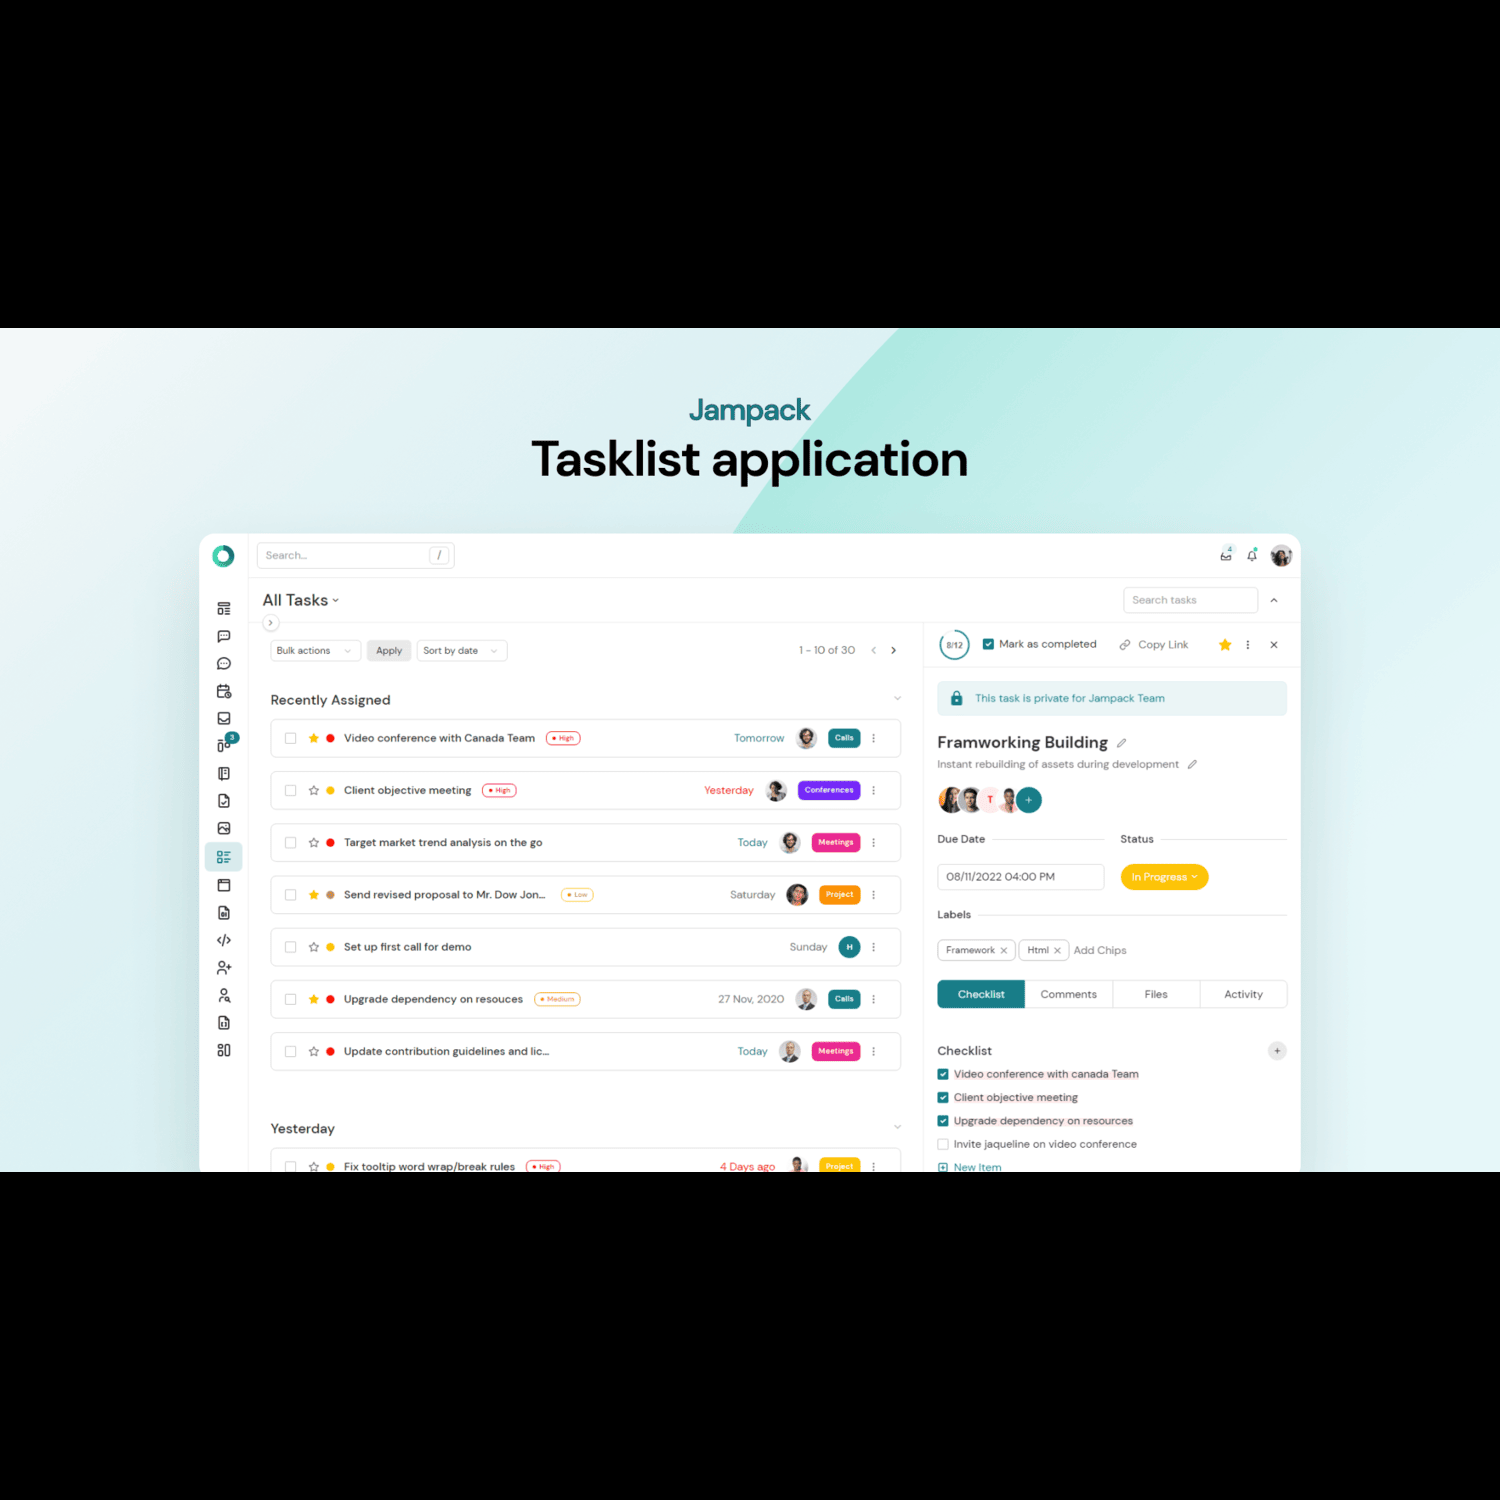 Jampack
Tasklist application
Search...
/
4
All Tasks
Search tasks
Bulk actions
Apply
Sort by date
1 - 10 of 30
8/12
Mark as completed
Copy Link
3
Recently Assigned
Video conference with Canada Team
High
Tomorrow
Calls
Client objective meeting
High
Yesterday
Conferences
Target market trend analysis on the go
Today
Meetings
Send revised proposal to Mr. Dow Jon...
Low
Saturday
Project
Set up first call for demo
Sunday
H
Upgrade dependency on resouces
Medium
27 Nov, 2020
Calls
Update contribution guidelines and lic...
Today
Meetings
Yesterday
Fix tooltip word wrap/break rules
High
4 Days ago
Project
This task is private for Jampack Team
Framworking Building
Instant rebuilding of assets during development
T
+
Due Date
Status
08/11/2022 04:00 PM
In Progress
Labels
Framework
Html
Add Chips
Checklist
Comments
Files
Activity
Checklist
+
Video conference with canada Team
Client objective meeting
Upgrade dependency on resources
Invite jaqueline on video conference
New Item